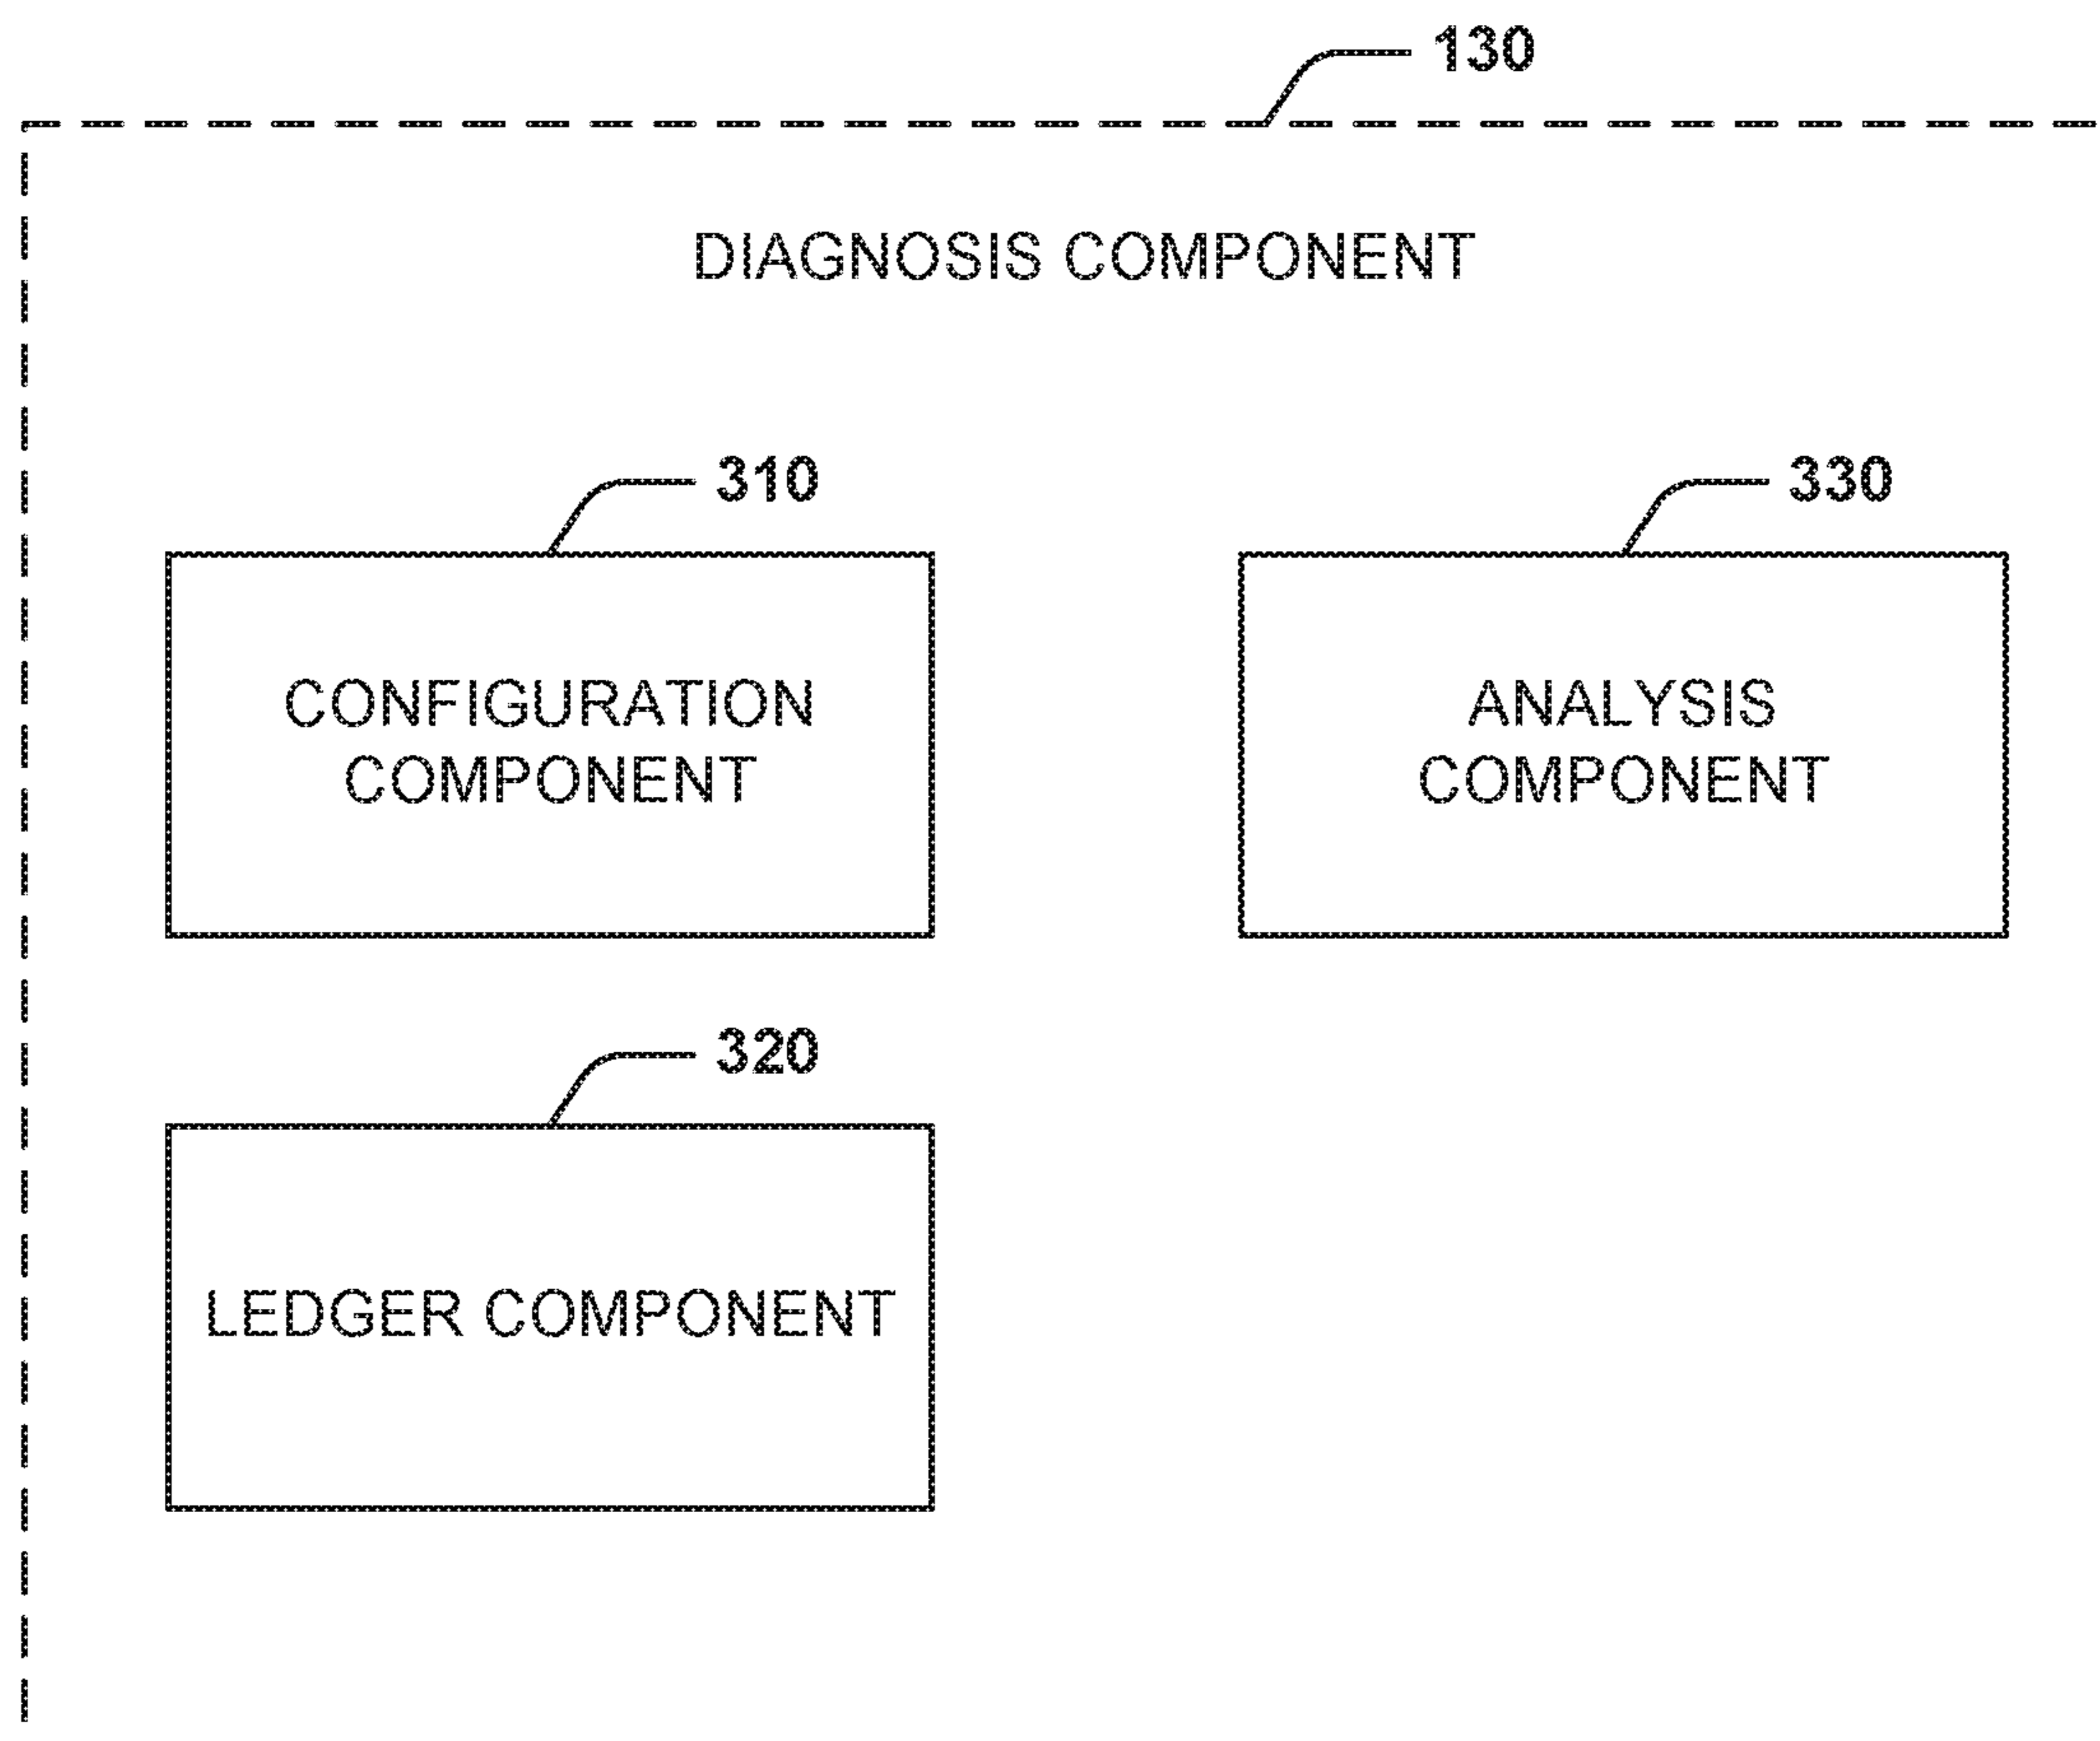 130
DIAGNOSIS COMPONENT
310
330
CONFIGURATION
COMPONENT
ANALYSIS
COMPONENT
320
LEDGER COMPONENT